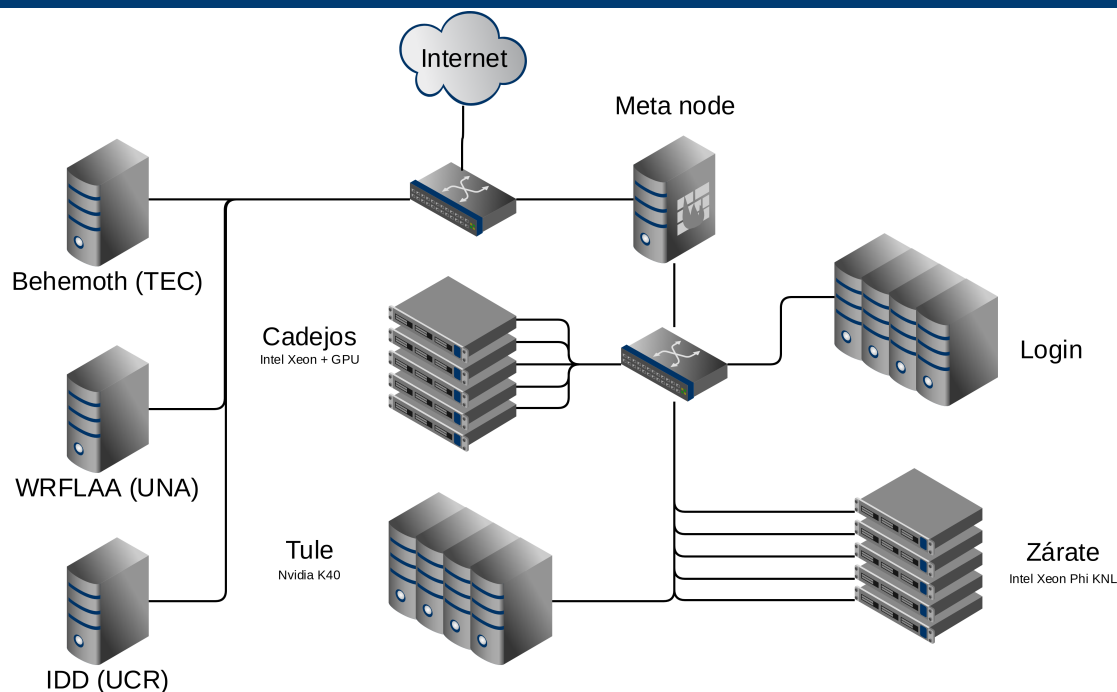 Internet
Meta node
Behemoth (TEC)
Cadejos
Intel Xeon + GPU
Login
WRFLAA (UNA)
Tule
Nvidia K40
Zárate
Intel Xeon Phi KNL
IDD (UCR)